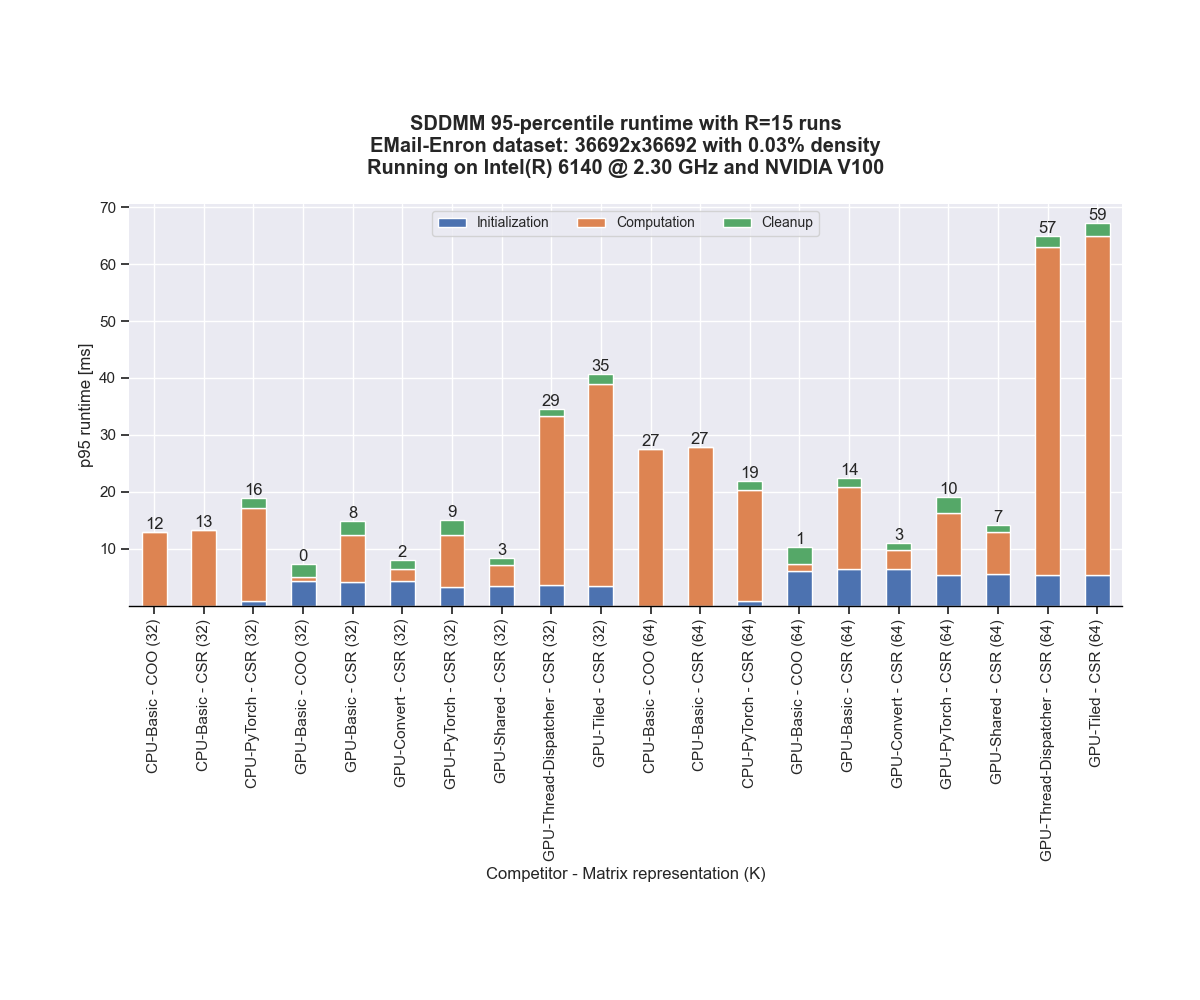 SDDMM 95-percentile runtime with R=15 runs
EMail-Enron dataset: 36692x36692 with 0.03% density
Running on Intel(R) 6140 @ 2.30 GHz and NVIDIA V100
Initialization
Computation
Cleanup
p95 runtime [ms]
70
60
50
40
30
20
10
12
13
16
0
8
2
9
3
29
35
27
27
19
1
14
3
10
7
57
59
CPU-Basic - COO (32)
CPU-Basic - CSR (32)
CPU-PyTorch - CSR (32)
GPU-Basic - COO (32)
GPU-Basic - CSR (32)
GPU-Convert - CSR (32)
GPU-PyTorch - CSR (32)
GPU-Shared - CSR (32)
GPU-Thread-Dispatcher - CSR (32)
GPU-Tiled - CSR (32)
CPU-Basic - COO (64)
CPU-Basic - CSR (64)
CPU-PyTorch - CSR (64)
GPU-Basic - COO (64)
GPU-Basic - CSR (64)
GPU-Convert - CSR (64)
GPU-PyTorch - CSR (64)
GPU-Shared - CSR (64)
GPU-Thread-Dispatcher - CSR (64)
GPU-Tiled - CSR (64)
Competitor - Matrix representation (K)